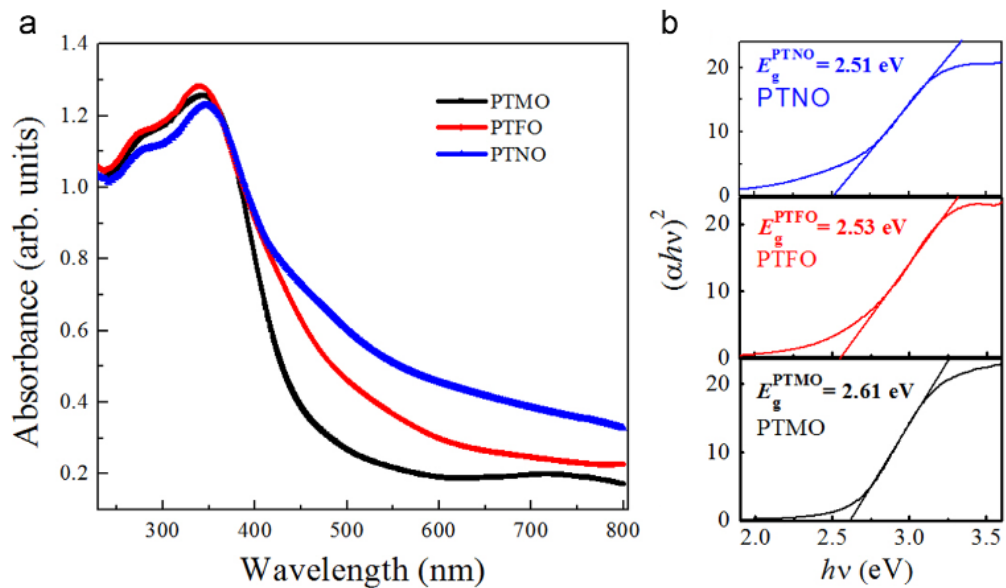 a
1.4
1.2
1.0
0.8
0.6
0.4
0.2
300 400 500 600 700 800
Absorbance (arb. units)
Wavelength (nm)
PTMO
PTFO
PTNO
b
E_g^PTNO = 2.51 eV
PTNO
20
10
0
E_g^PTFO = 2.53 eV
PTFO
20
10
0
E_g^PTMO = 2.61 eV
PTMO
20
10
0
2.0 2.5 3.0 3.5
(αhν)²
hν (eV)